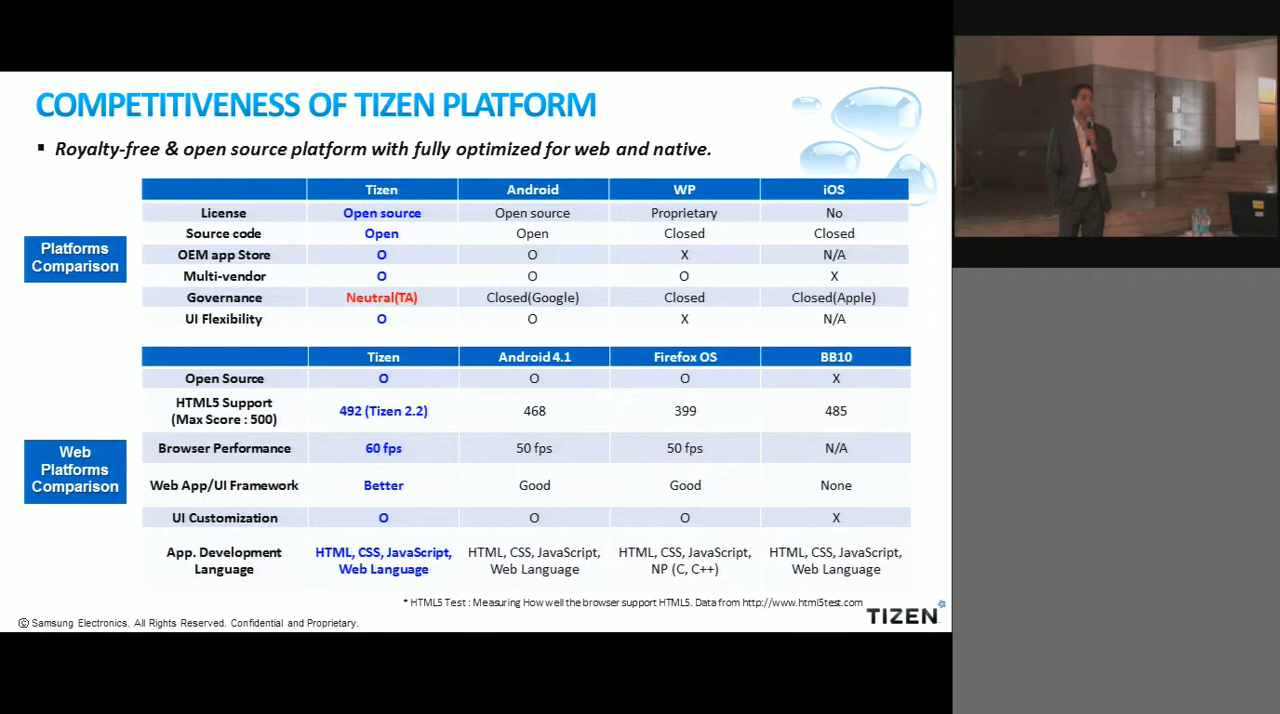 COMPETITIVENESS OF TIZEN PLATFORM
▪ Royalty-free & open source platform with fully optimized for web and native.
Platforms Comparison
Tizen Android WP iOS
License Open source Open source Proprietary No
Source code Open Open Closed Closed
OEM app Store O O X N/A
Multi-vendor O O O X
Governance Neutral(TA) Closed(Google) Closed Closed(Apple)
UI Flexibility O O X N/A
Web Platforms Comparison
Tizen Android 4.1 Firefox OS BB10
Open Source O O O X
HTML5 Support (Max Score : 500) 492 (Tizen 2.2) 468 399 485
Browser Performance 60 fps 50 fps 50 fps N/A
Web App/UI Framework Better Good Good None
UI Customization O O O X
App. Development Language HTML, CSS, JavaScript, Web Language HTML, CSS, JavaScript, Web Language HTML, CSS, JavaScript, NP (C, C++) HTML, CSS, JavaScript, Web Language
* HTML5 Test : Measuring How well the browser support HTML5. Data from http://www.html5test.com
TIZEN
© Samsung Electronics. All Rights Reserved. Confidential and Proprietary.